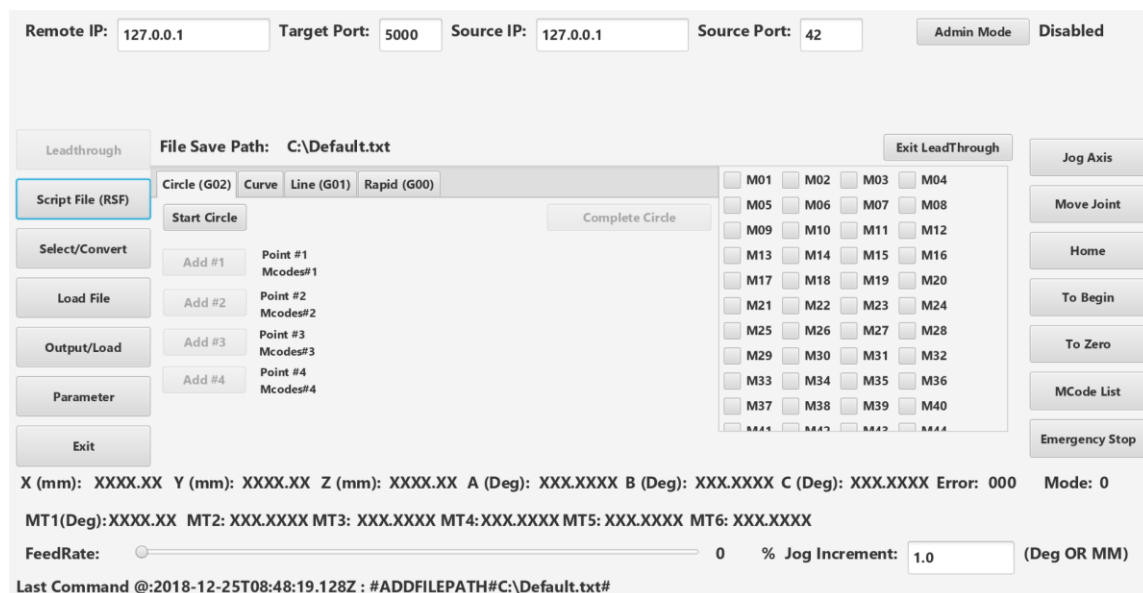 Remote IP: 127.0.0.1 Target Port: 5000 Source IP: 127.0.0.1 Source Port: 42 Admin Mode Disabled
Leadthrough File Save Path: C:\Default.txt Exit LeadThrough Jog Axis
Circle (G02) Curve Line (G01) Rapid (G00) M01 M02 M03 M04
Script File (RSF) Start Circle Complete Circle M05 M06 M07 M08 Move Joint
M09 M10 M11 M12
Select/Convert Add #1 Point #1 M13 M14 M15 M16 Home
Mcodes#1
M17 M18 M19 M20
Load File Add #2 Point #2 M21 M22 M23 M24 To Begin
Mcodes#2
M25 M26 M27 M28
Output/Load Add #3 Point #3 M29 M30 M31 M32 To Zero
Mcodes#3
Add #4 Point #4 M33 M34 M35 M36
Parameter Mcodes#4 MCode List
M37 M38 M39 M40
M41 M42 M43 M44
Exit Emergency Stop
X (mm): XXXX.XX Y (mm): XXXX.XX Z (mm): XXXX.XX A (Deg): XXX.XXXX B (Deg): XXX.XXXX C (Deg): XXX.XXXX Error: 000 Mode: 0
MT1(Deg): XXXX.XX MT2: XXX.XXXX MT3: XXX.XXXX MT4: XXX.XXXX MT5: XXX.XXXX MT6: XXX.XXXX
FeedRate: 0 % Jog Increment: 1.0 (Deg OR MM)
Last Command @:2018-12-25T08:48:19.128Z : #ADDFILEPATH#C:\Default.txt#